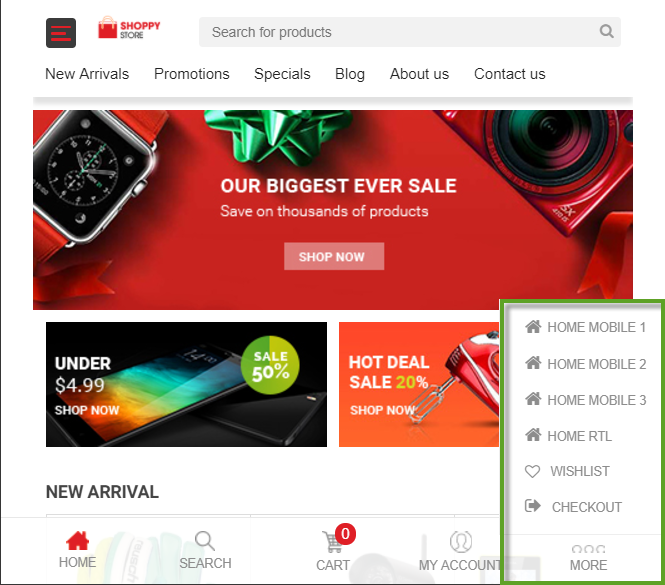 SHOPPY
STORE
Search for products
New Arrivals Promotions Specials Blog About us Contact us
OUR BIGGEST EVER SALE
Save on thousands of products
SHOP NOW
UNDER
$4.99
SHOP NOW
SALE
50%
HOT DEAL
SALE 20%
SHOP NOW
HOME MOBILE 1
HOME MOBILE 2
HOME MOBILE 3
HOME RTL
WISHLIST
CHECKOUT
NEW ARRIVAL
0
HOME SEARCH CART MY ACCOUNT MORE